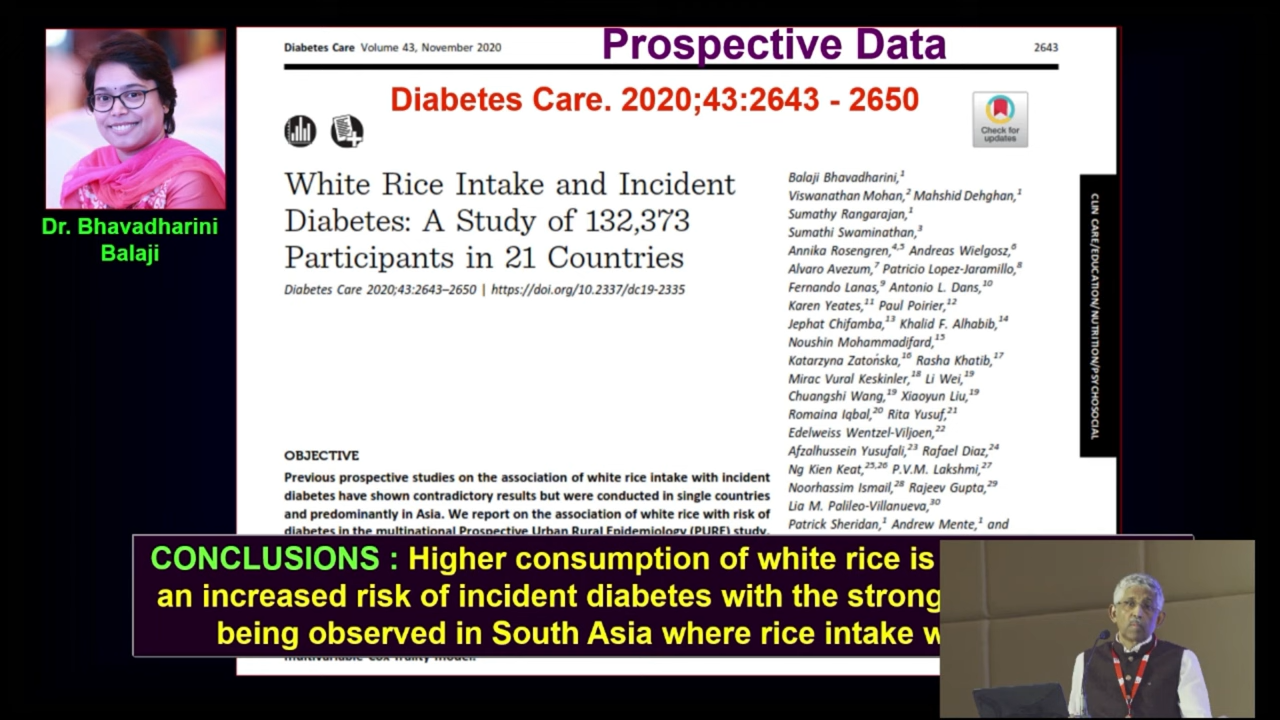 Diabetes Care Volume 43, November 2020
Prospective Data
2643
Diabetes Care. 2020;43:2643 - 2650
Check for
updates
Dr. Bhavadharini
Balaji
White Rice Intake and Incident
Diabetes: A Study of 132,373
Participants in 21 Countries
Diabetes Care 2020;43:2643–2650 | https://doi.org/10.2337/dc19-2335
Balaji Bhavadharini,1
Viswanathan Mohan,2 Mahshid Dehghan,1
Sumathy Rangarajan,1
Sumathi Swaminathan,3
Annika Rosengren,4,5 Andreas Wielgosz,6
Alvaro Avezum,7 Patricio Lopez-Jaramillo,8
Fernando Lanas,9 Antonio L. Dans,10
Karen Yeates,11 Paul Poirier,12
Jephat Chifamba,13 Khalid F. Alhabib,14
Noushin Mohammadifard,15
Katarzyna Zatońska,16 Rasha Khatib,17
Mirac Vural Keskinler,18 Li Wei,19
Chuangshi Wang,19 Xiaoyun Liu,19
Romaina Iqbal,20 Rita Yusuf,21
Edelweiss Wentzel-Viljoen,22
Afzalhussein Yusufali,23 Rafael Diaz,24
Ng Kien Keat,25,26 P.V.M. Lakshmi,27
Noorhassim Ismail,28 Rajeev Gupta,29
Lia M. Palileo-Villanueva,30
Patrick Sheridan,1 Andrew Mente,1 and
CLIN CARE/EDUCATION/NUTRITION/PSYCHOSOCIAL
OBJECTIVE
Previous prospective studies on the association of white rice intake with incident
diabetes have shown contradictory results but were conducted in single countries
and predominantly in Asia. We report on the association of white rice with risk of
diabetes in the multinational Prospective Urban Rural Epidemiology (PURE) study.
CONCLUSIONS : Higher consumption of white rice is
an increased risk of incident diabetes with the strong
being observed in South Asia where rice intake